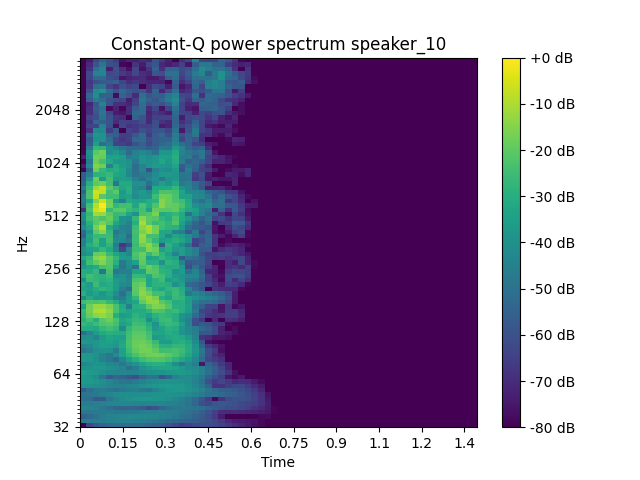 Constant-Q power spectrum speaker_10
+0 dB
-10 dB
-20 dB
-30 dB
-40 dB
-50 dB
-60 dB
-70 dB
-80 dB
Hz
2048
1024
512
256
128
64
32
0 0.15 0.3 0.45 0.6 0.75 0.9 1.1 1.2 1.4
Time